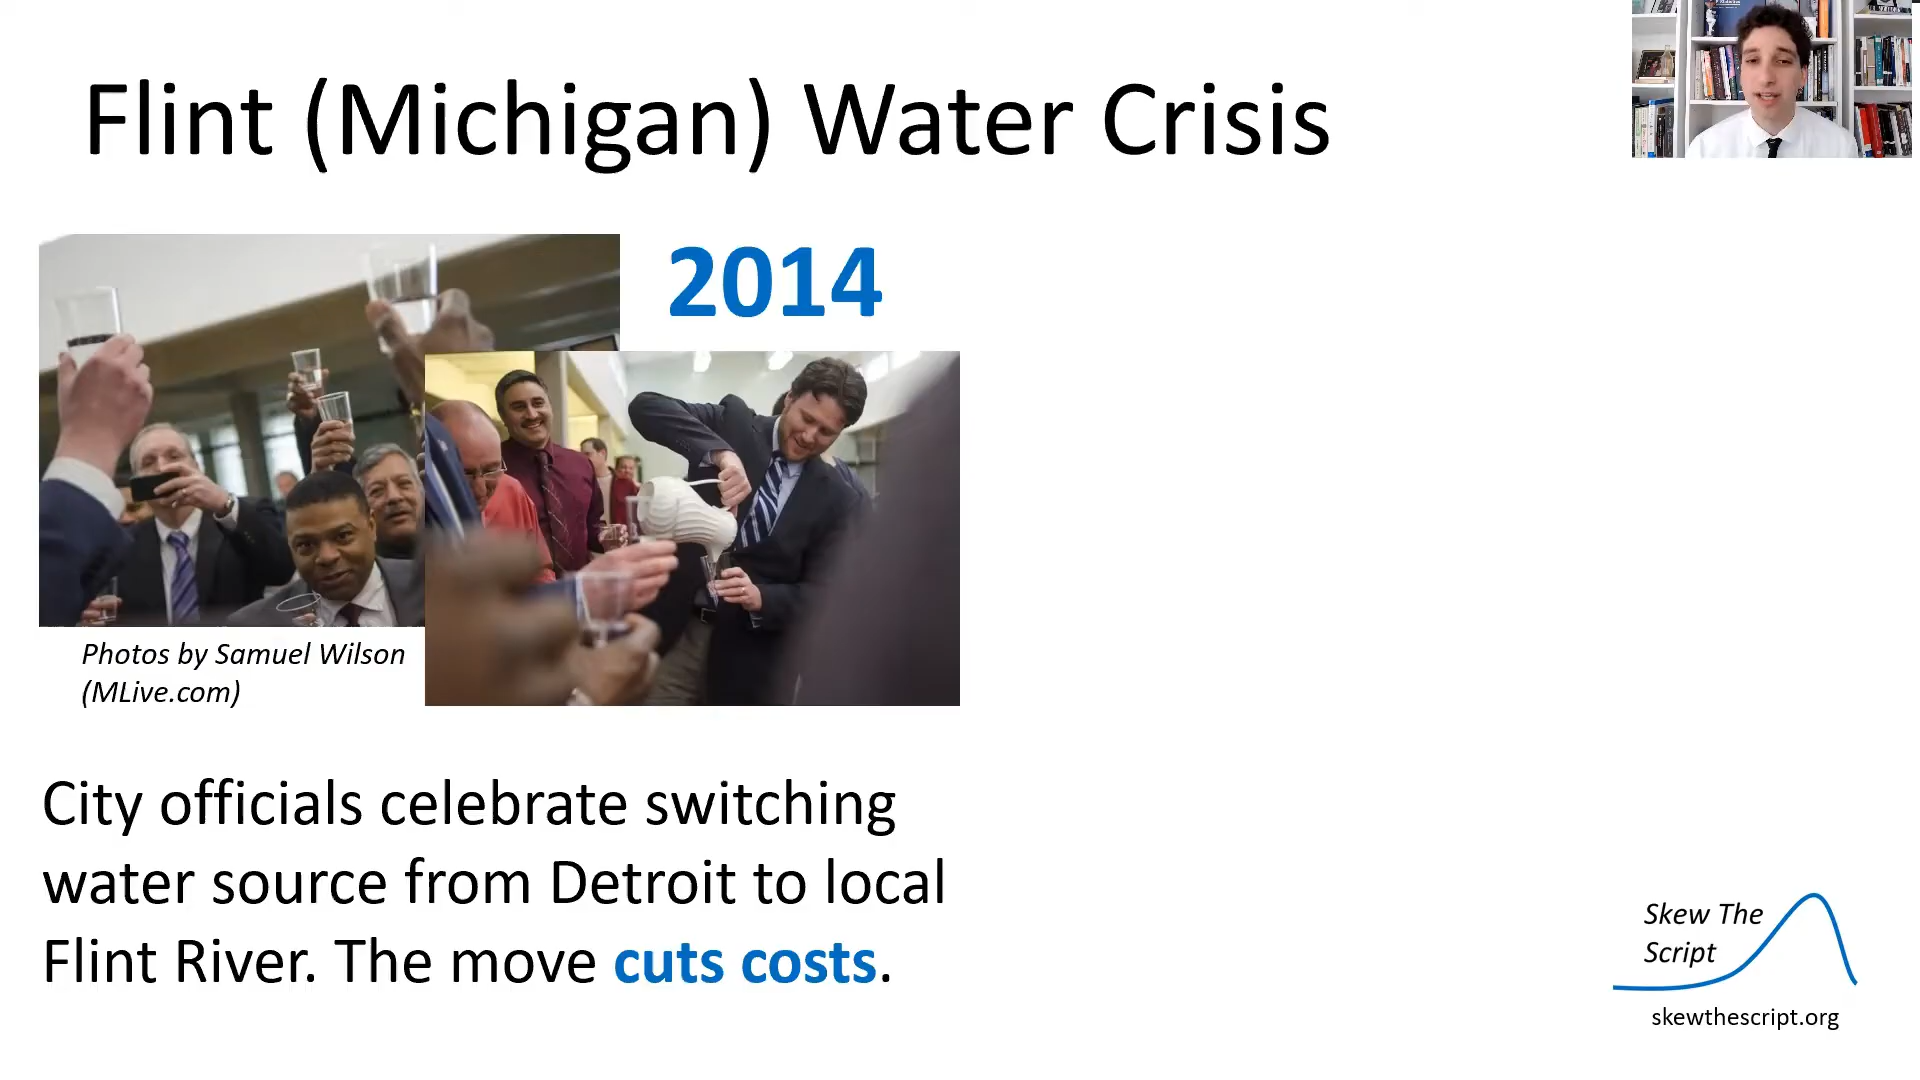 Flint (Michigan) Water Crisis
2014
Photos by Samuel Wilson
(MLive.com)
City officials celebrate switching
water source from Detroit to local
Flint River. The move cuts costs.
Skew The
Script
skewthescript.org